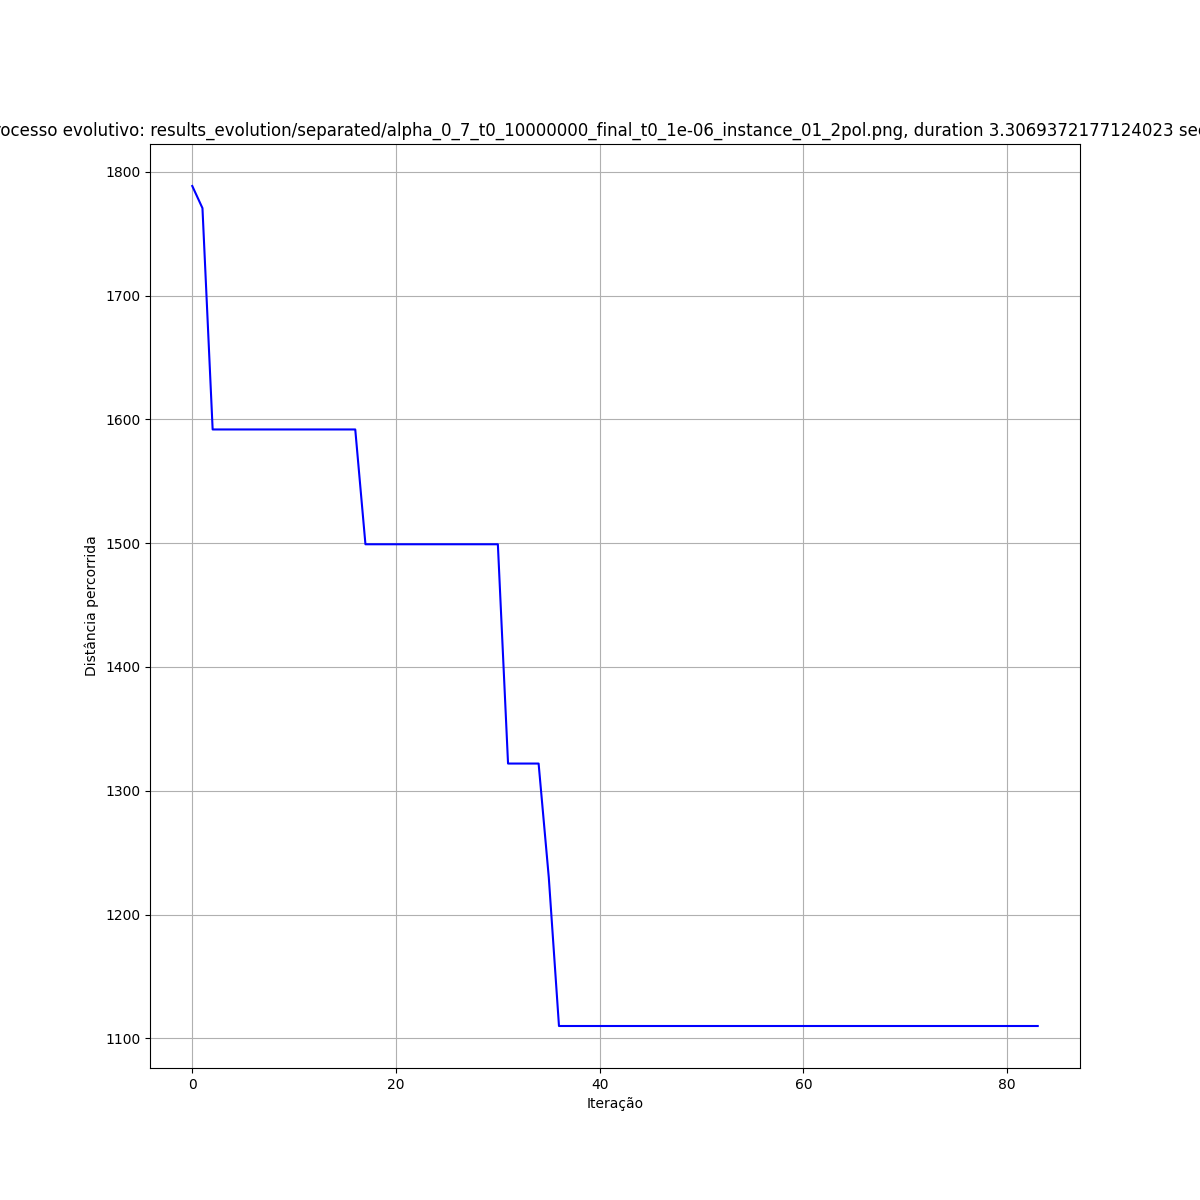 ocesso evolutivo: results_evolution/separated/alpha_0_7_t0_10000000_final_t0_1e-06_instance_01_2pol.png, duration 3.3069372177124023 sec
1800
1700
1600
1500
1400
1300
1200
1100
Distância percorrida
0 20 40 60 80
Iteração